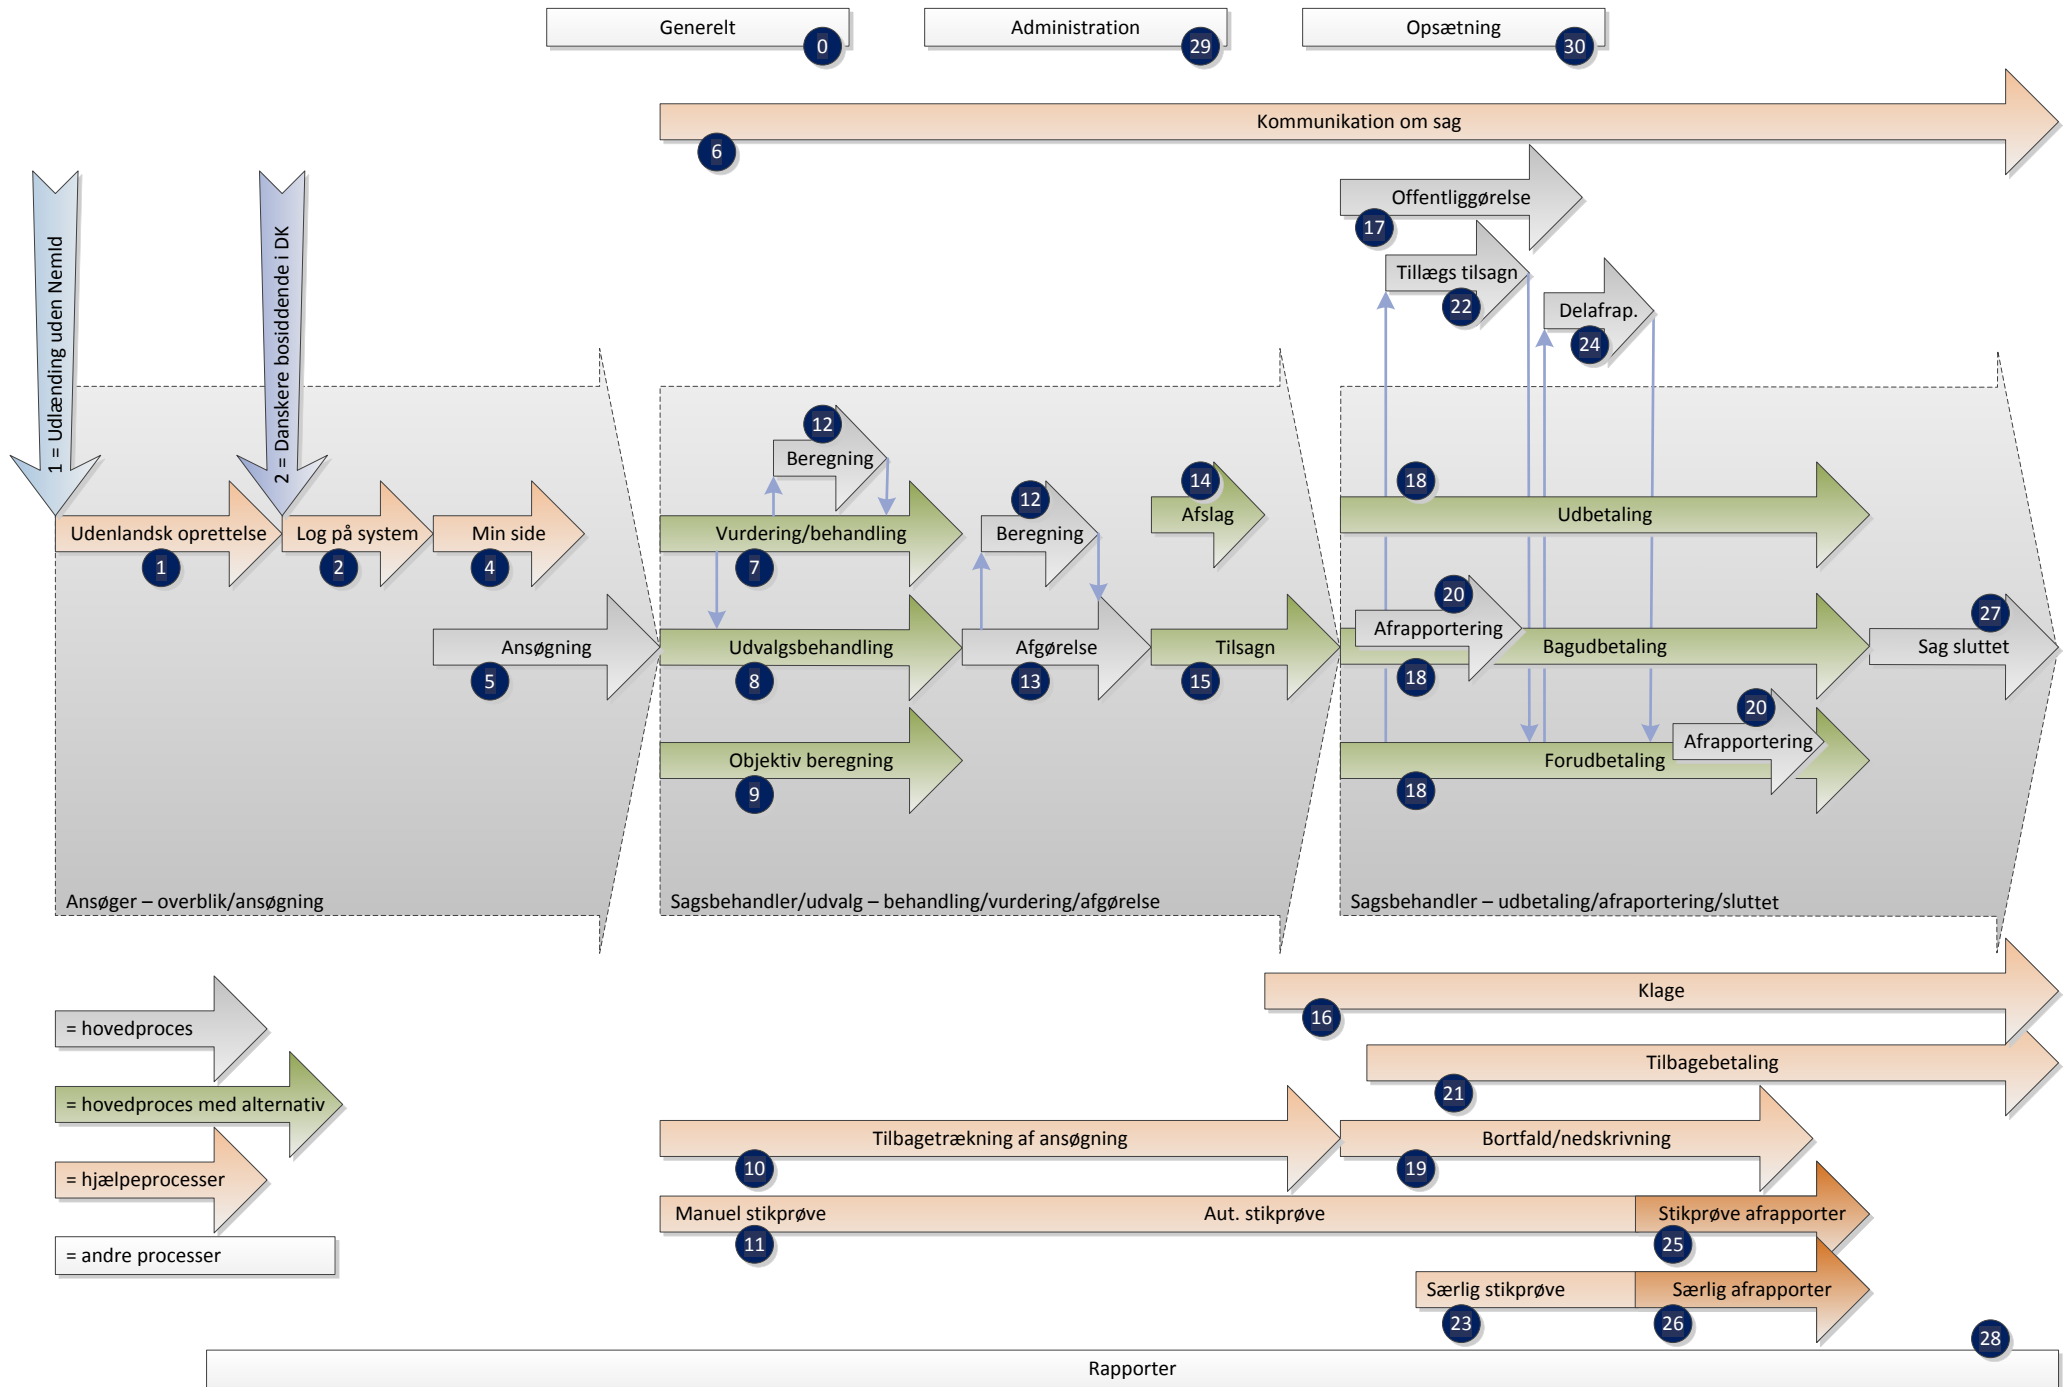 Generelt
0
Administration
29
Opsætning
30
Kommunikation om sag
6
Offentliggørelse
17
Tillægs tilsagn
22
Delafrap.
24
1 = Udlænding uden NemId
2 = Danskere bosiddende i DK
Udenlandsk oprettelse
1
Log på system
2
Min side
4
Ansøgning
5
Ansøger – overblik/ansøgning
12
Beregning
Vurdering/behandling
7
Udvalgsbehandling
8
Objektiv beregning
9
12
Beregning
Afgørelse
13
14
Afslag
Tilsagn
15
Sagsbehandler/udvalg – behandling/vurdering/afgørelse
18
Udbetaling
20
Afrapportering
Bagudbetaling
18
20
Afrapportering
Forudbetaling
18
27
Sag sluttet
Sagsbehandler – udbetaling/afraportering/sluttet
= hovedproces
= hovedproces med alternativ
= hjælpeprocesser
= andre processer
Klage
16
Tilbagebetaling
21
Tilbagetrækning af ansøgning
10
Bortfald/nedskrivning
19
Manuel stikprøve
11
Aut. stikprøve
Stikprøve afrapporter
25
Særlig stikprøve
23
Særlig afrapporter
26
28
Rapporter